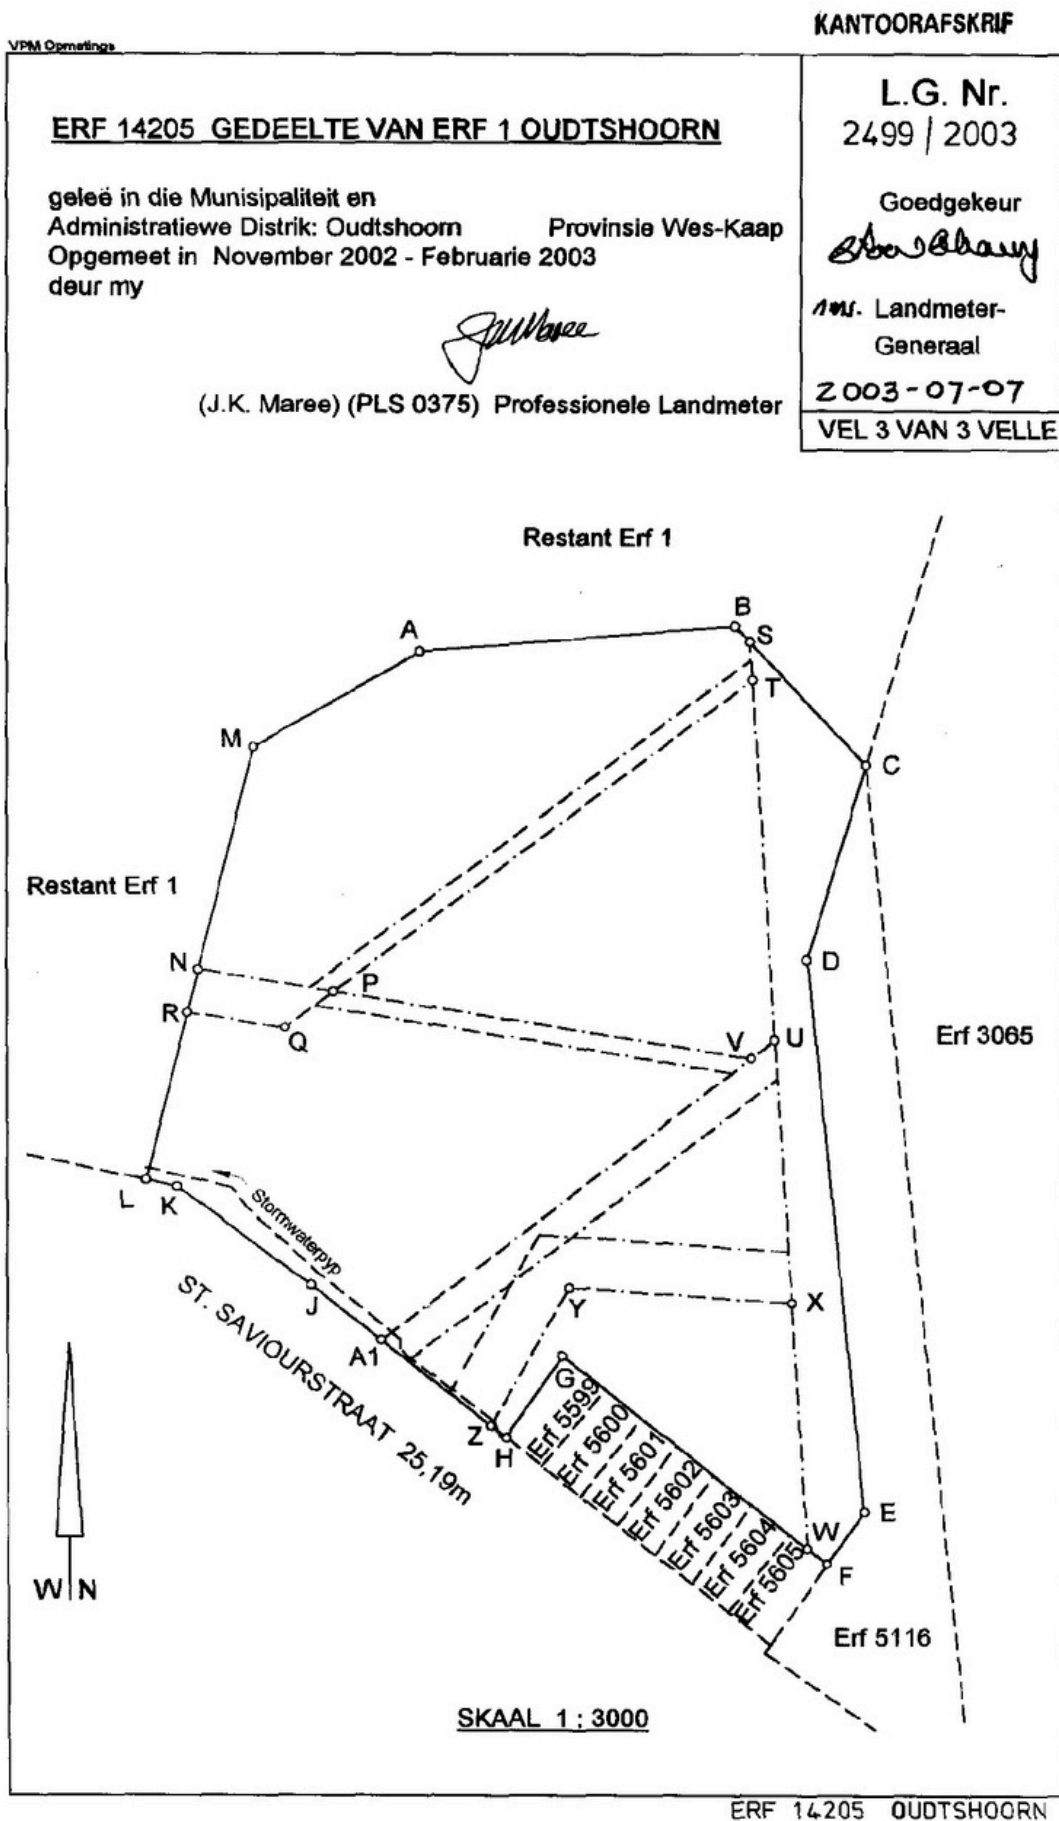 KANTOORAFSKRIF
VPM Opmetings
L.G. Nr.
2499 / 2003
ERF 14205 GEDEELTE VAN ERF 1 OUDTSHOORN
geleë in die Munisipaliteit en
Administratiewe Distrik: Oudtshoorn Provinsie Wes-Kaap
Opgemeet in November 2002 - Februarie 2003
deur my
Goedgekeur
Landmeter-
Generaal
2003-07-07
(J.K. Maree) (PLS 0375) Professionele Landmeter
VEL 3 VAN 3 VELLE
Restant Erf 1
B
A
S
T
M
C
Restant Erf 1
D
N
P
R
Q
V
U
Erf 3065
L
K
Stormwaterpyp
J
Y
X
ST. SAVIOURSTRAAT 25,19m
A1
G
Z
H
Erf 5599
Erf 5600
Erf 5601
Erf 5602
Erf 5603
Erf 5604
Erf 5605
E
W
F
W N
Erf 5116
SKAAL 1 : 3000
ERF 14205 OUDTSHOORN